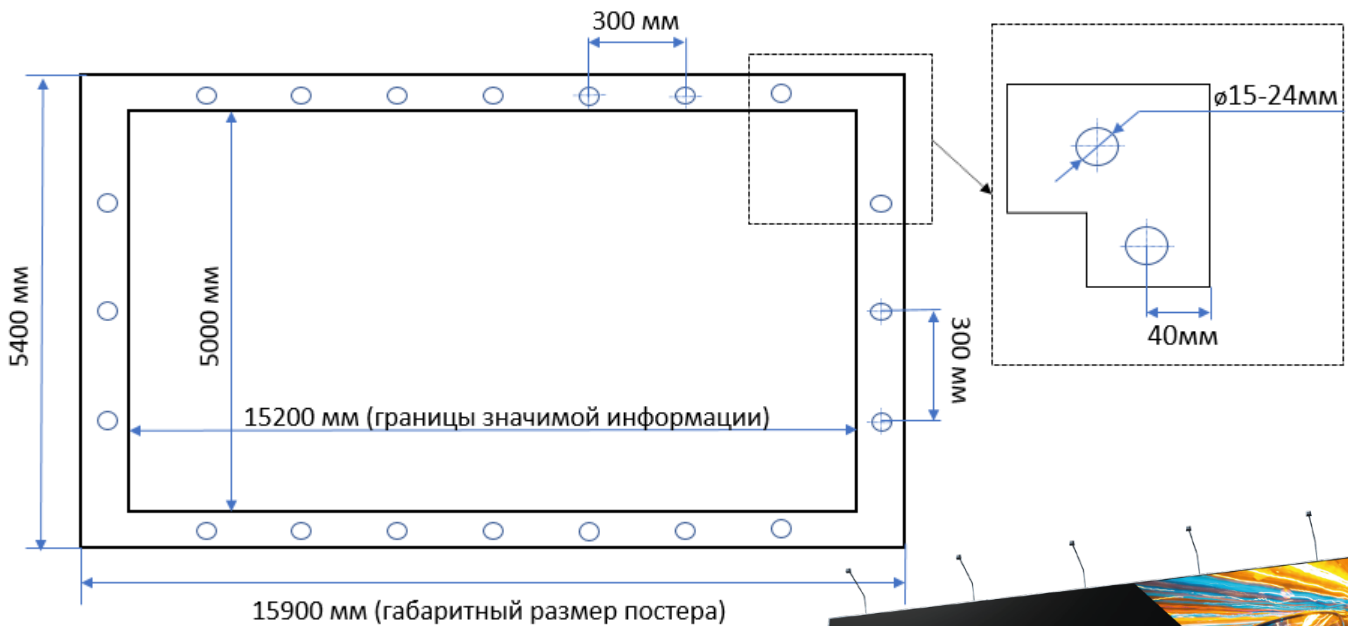 300 мм
ø15-24мм
5400 мм
5000 мм
300 мм
40мм
15200 мм (границы значимой информации)
15900 мм (габаритный размер постера)